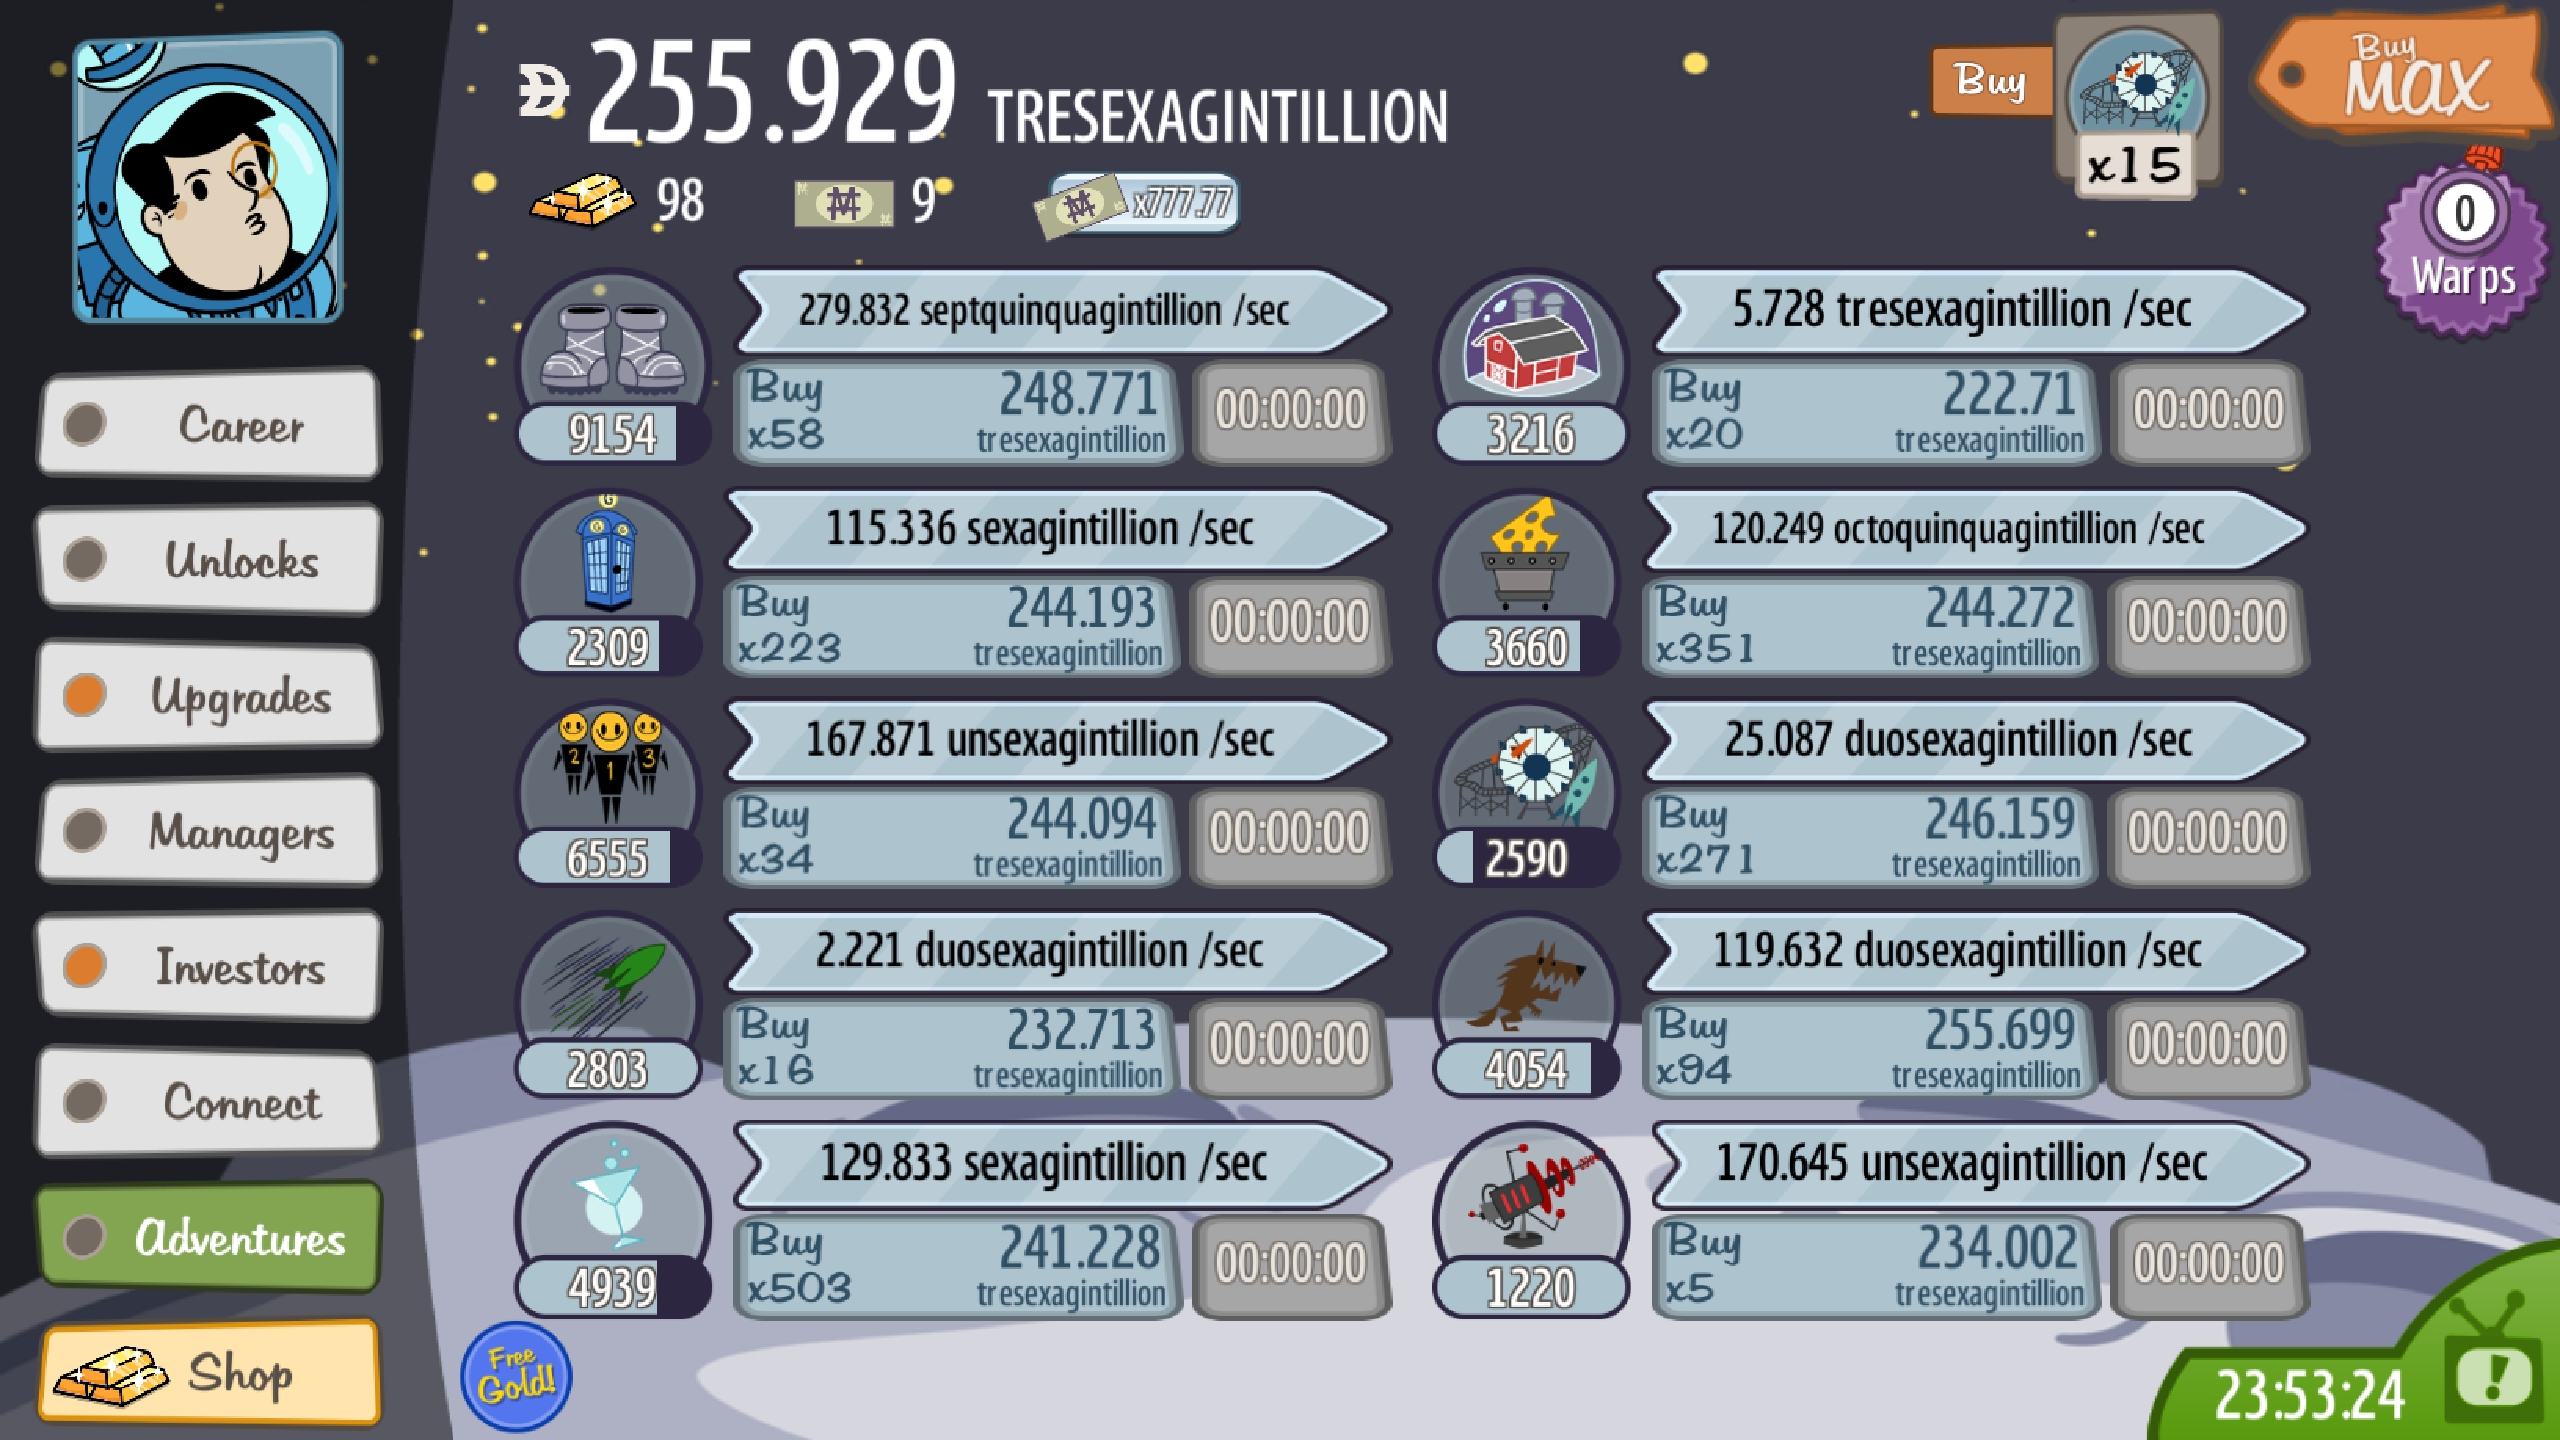 255.929 TRESEXAGINTILLION
98
9
x777.77
Buy
x15
Buy
MAX
0
Warps
Career
Unlocks
Upgrades
Managers
Investors
Connect
Adventures
Shop
279.832 septquinquagintillion /sec
9154
Buy
x58
248.771
tresexagintillion
00:00:00
5.728 tresexagintillion /sec
3216
Buy
x20
222.71
tresexagintillion
00:00:00
115.336 sexagintillion /sec
2309
Buy
x223
244.193
tresexagintillion
00:00:00
120.249 octoquinquagintillion /sec
3660
Buy
x351
244.272
tresexagintillion
00:00:00
2 1 3
167.871 unsexagintillion /sec
6555
Buy
x34
244.094
tresexagintillion
00:00:00
25.087 duosexagintillion /sec
2590
Buy
x271
246.159
tresexagintillion
00:00:00
2.221 duosexagintillion /sec
2803
Buy
x16
232.713
tresexagintillion
00:00:00
119.632 duosexagintillion /sec
4054
Buy
x94
255.699
tresexagintillion
00:00:00
129.833 sexagintillion /sec
4939
Buy
x503
241.228
tresexagintillion
00:00:00
170.645 unsexagintillion /sec
1220
Buy
x5
234.002
tresexagintillion
00:00:00
Free
Gold!
23:53:24
!